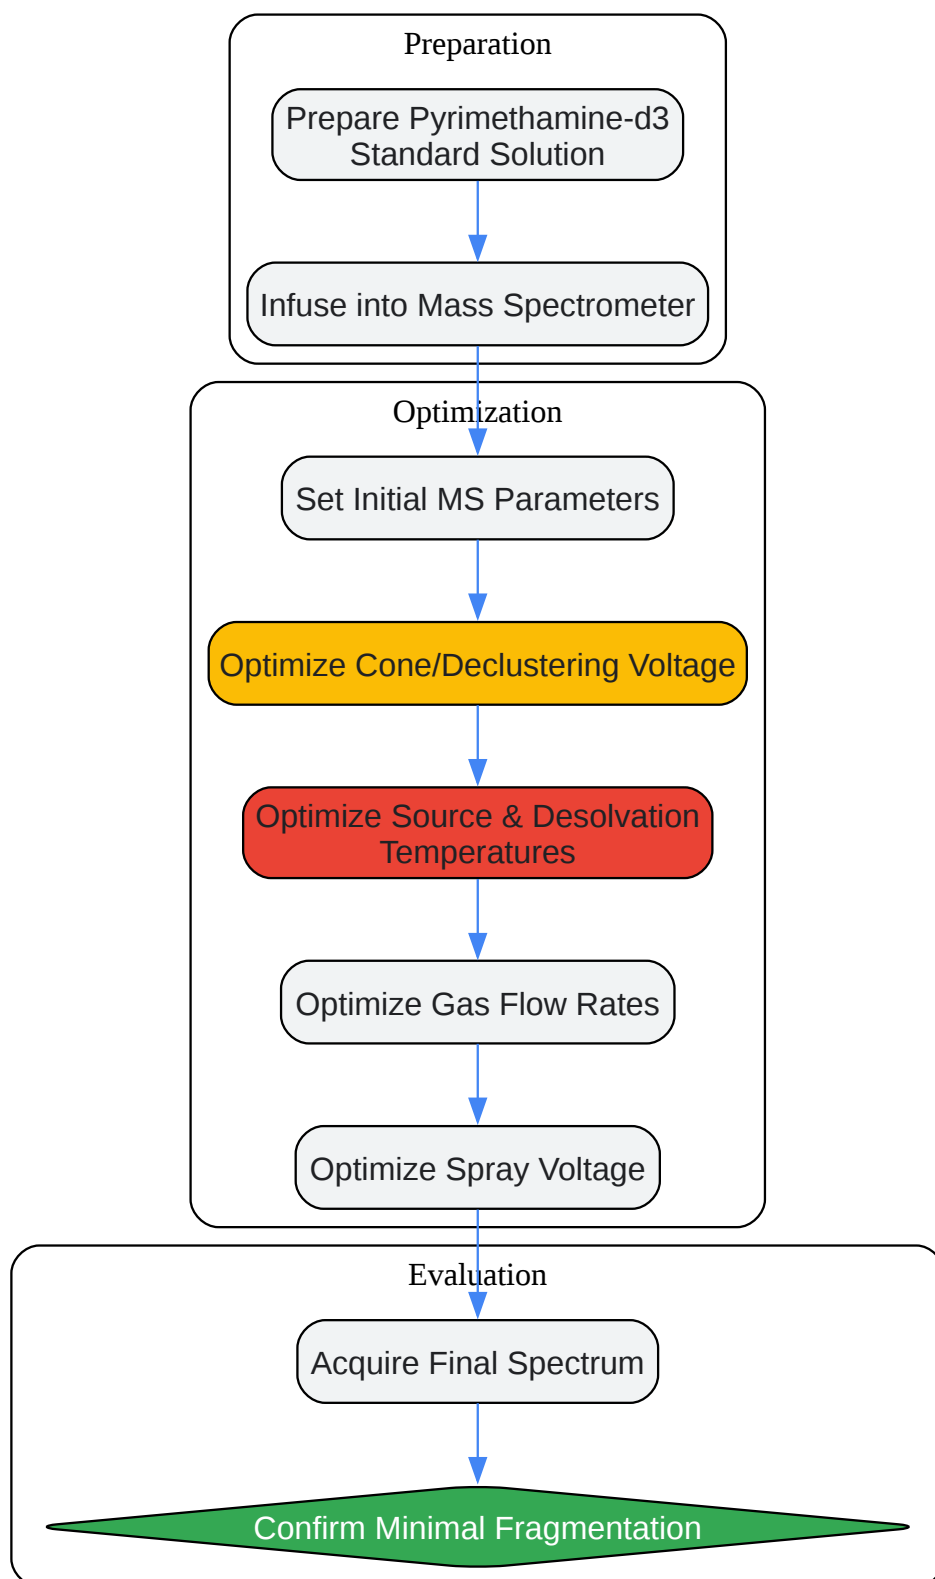 Preparation
Prepare Pyrimethamine-d3
Standard Solution
Infuse into Mass Spectrometer
Optimization
Set Initial MS Parameters
Optimize Cone/Declustering Voltage
Optimize Source & Desolvation
Temperatures
Optimize Gas Flow Rates
Optimize Spray Voltage
Evaluation
Acquire Final Spectrum
Confirm Minimal Fragmentation